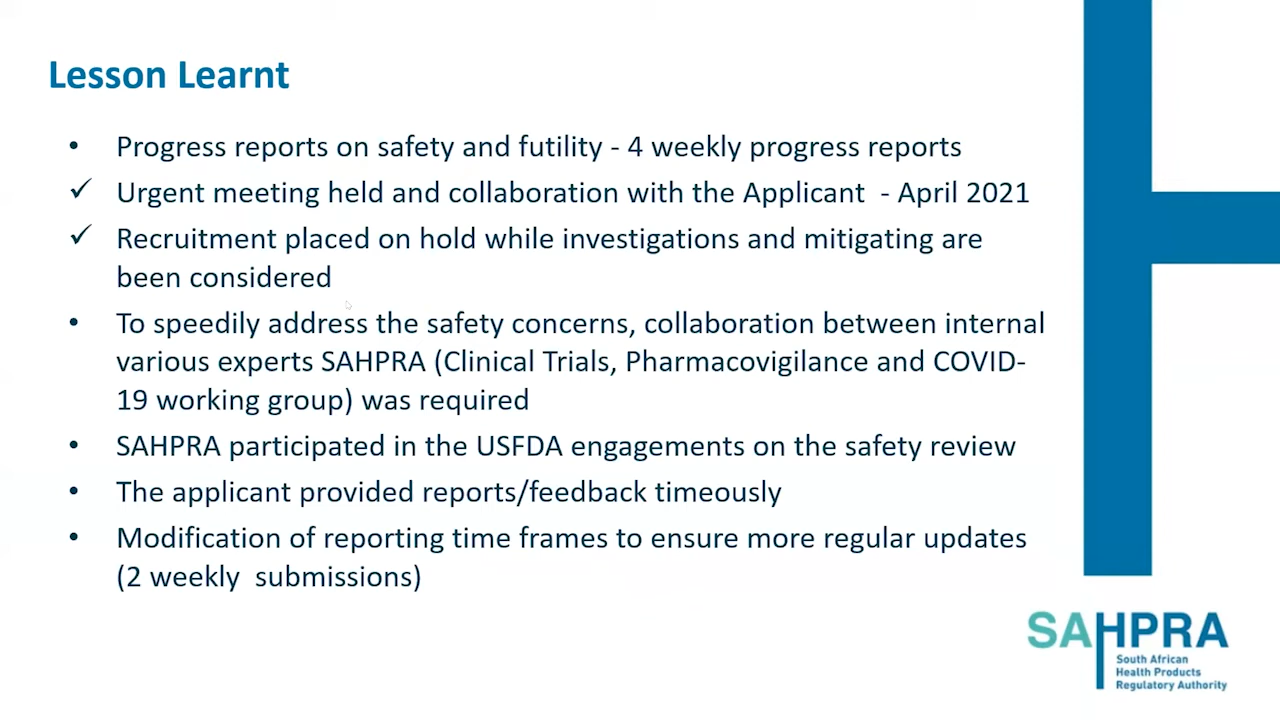 Lesson Learnt
• Progress reports on safety and futility - 4 weekly progress reports
✓ Urgent meeting held and collaboration with the Applicant - April 2021
✓ Recruitment placed on hold while investigations and mitigating are
been considered
• To speedily address the safety concerns, collaboration between internal
various experts SAHPRA (Clinical Trials, Pharmacovigilance and COVID-
19 working group) was required
• SAHPRA participated in the USFDA engagements on the safety review
• The applicant provided reports/feedback timeously
• Modification of reporting time frames to ensure more regular updates
(2 weekly submissions)
SAHPRA
South African
Health Products
Regulatory Authority